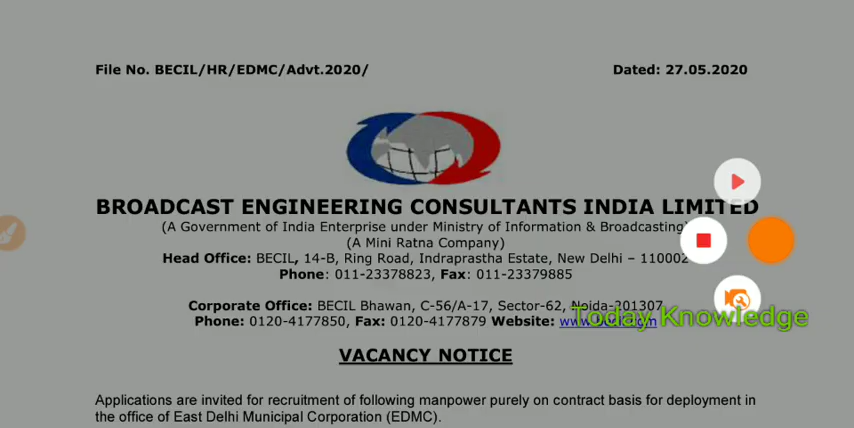 File No. BECIL/HR/EDMC/Advt.2020/ Dated: 27.05.2020
BROADCAST ENGINEERING CONSULTANTS INDIA LIMITED
(A Government of India Enterprise under Ministry of Information & Broadcasting)
(A Mini Ratna Company)
Head Office: BECIL, 14-B, Ring Road, Indraprastha Estate, New Delhi – 110002
Phone: 011-23378823, Fax: 011-23379885
Corporate Office: BECIL Bhawan, C-56/A-17, Sector-62, Noida-201307
Phone: 0120-4177850, Fax: 0120-4177879 Website:
Today Knowledge
VACANCY NOTICE
Applications are invited for recruitment of following manpower purely on contract basis for deployment in
the office of East Delhi Municipal Corporation (EDMC).